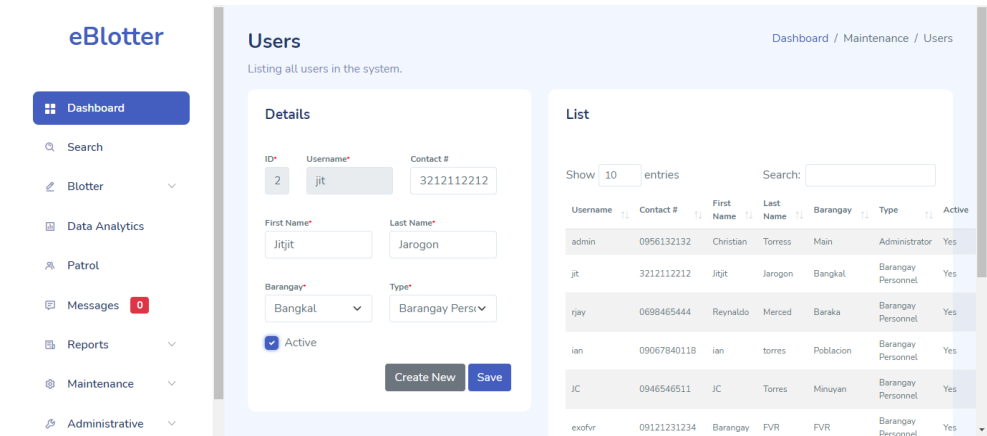 eBlotter
Dashboard
Search
Blotter
Data Analytics
Patrol
Messages 0
Reports
Maintenance
Administrative
Users
Dashboard / Maintenance / Users
Listing all users in the system.
Details
ID* Username* Contact #
2 jit 3212112212
First Name* Last Name*
Jitjit Jarogon
Barangay* Type*
Bangkal Barangay Perso
Active
Create New Save
List
Show 10 entries Search:
Username Contact # First Name Last Name Barangay Type Active
admin 0956132132 Christian Torress Main Administrator Yes
jit 3212112212 Jitjit Jarogon Bangkal Barangay Personnel Yes
rjay 0698465444 Reynaldo Merced Baraka Barangay Personnel Yes
ian 09067840118 ian torres Poblacion Barangay Personnel Yes
JC 0946546511 JC Torres Minuyan Barangay Personnel Yes
exofvr 09121231234 Barangay FVR FVR Barangay Personnel Yes